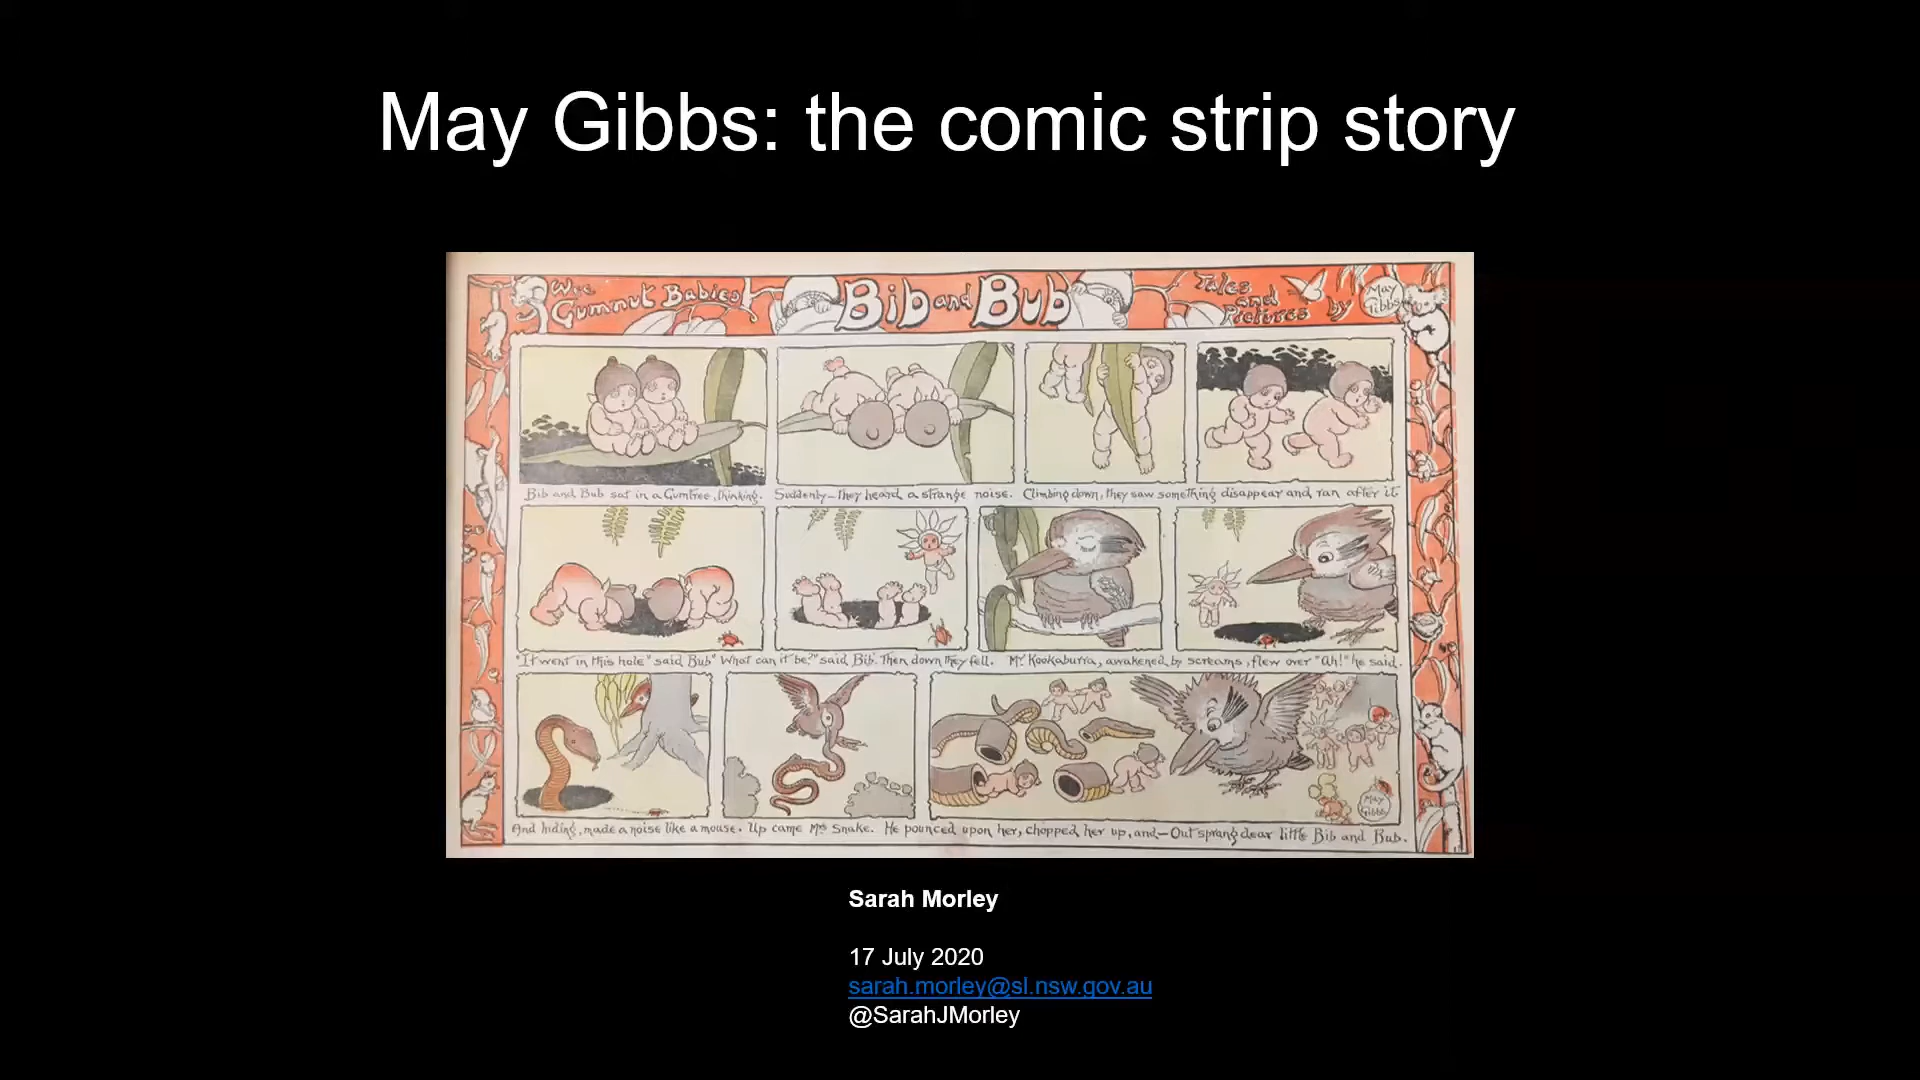 May Gibbs: the comic strip story
Wee
Gumnut Babies
Bib and Bub
Tales
and
Pictures by
May
Gibbs
Bib and Bub sat in a Gumtree, thinking. Suddenly—they heard a strange noise. Climbing down, they saw something disappear and ran after it.
"It went in this hole" said Bub "What can it be?" said Bib. Then down they fell. Mr Kookaburra, awakened by screams, flew over "Ah!" he said.
And hiding, made a noise like a mouse. Up came Mrs Snake. He pounced upon her, chopped her up, and—Out sprang dear little Bib and Bub.
May
Gibbs
Sarah Morley
17 July 2020
sarah.morley@sl.nsw.gov.au
@SarahJMorley